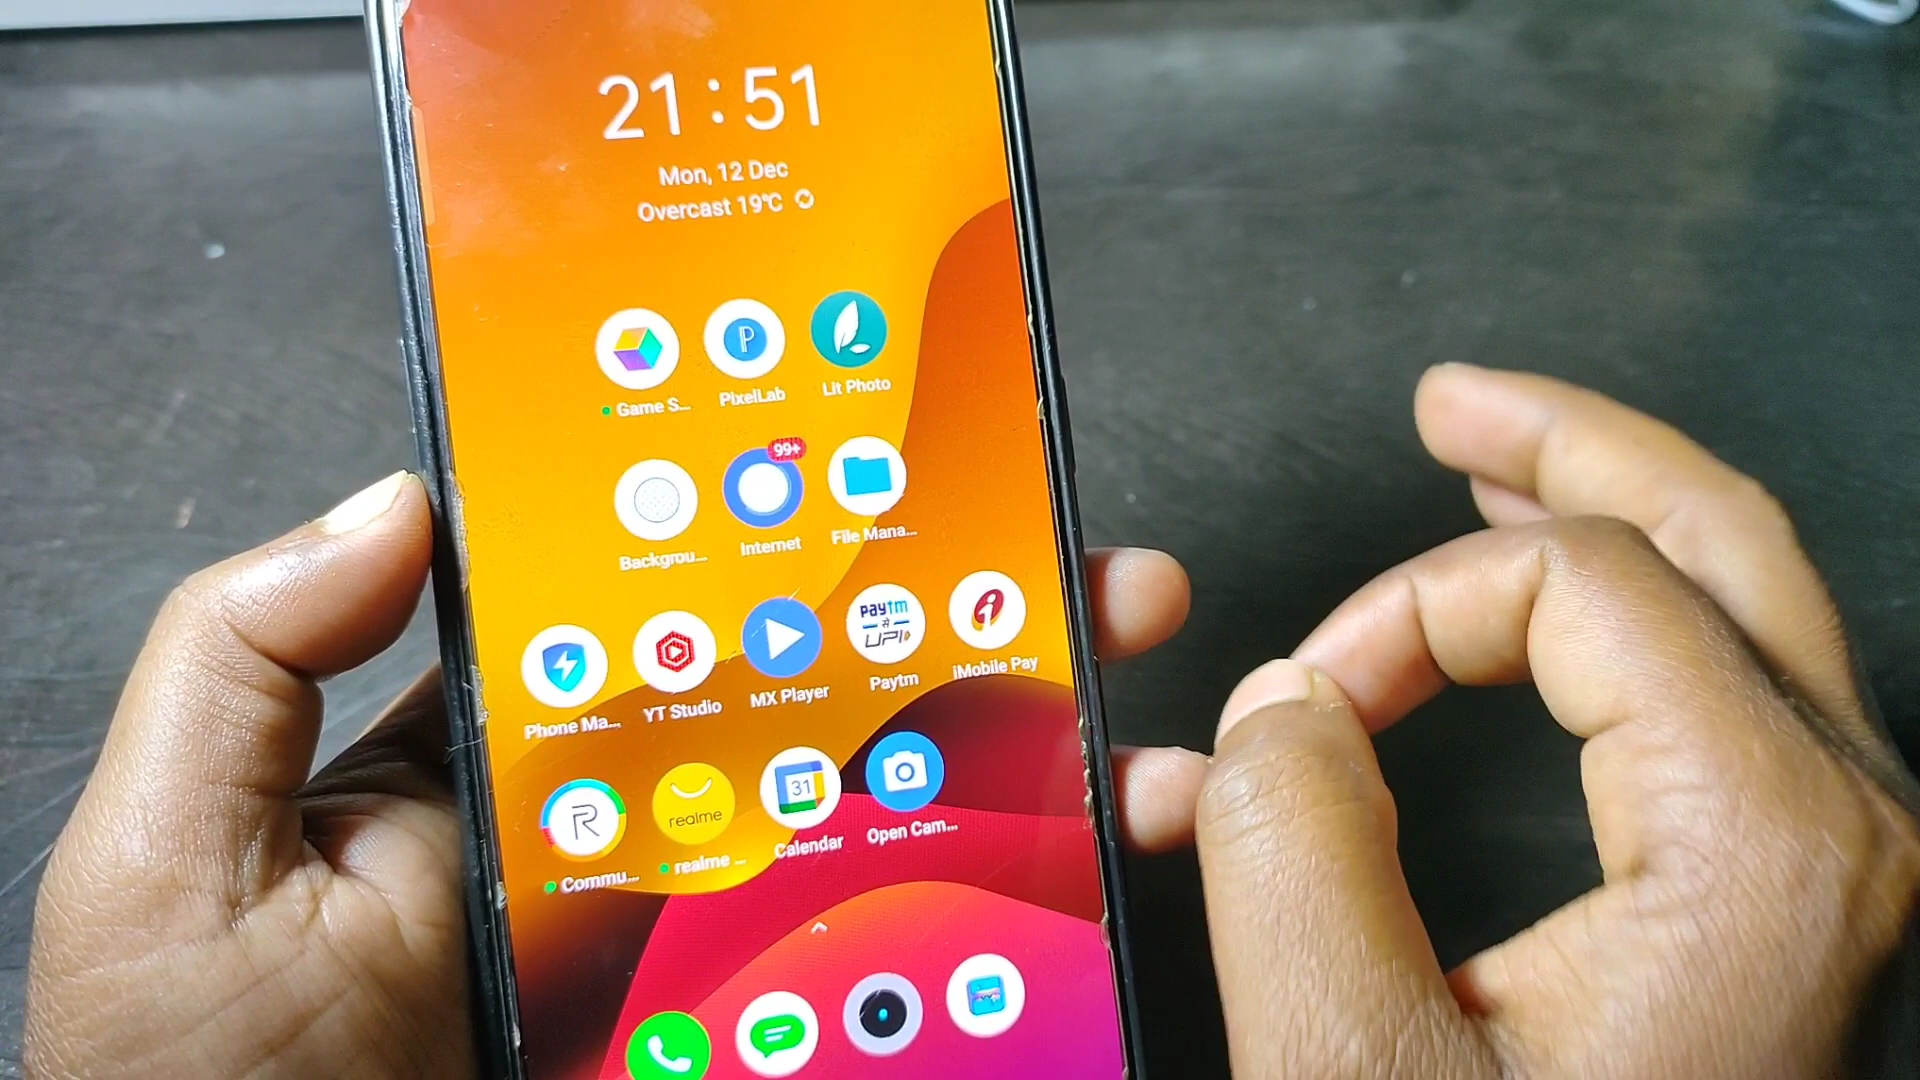 21:51
Mon, 12 Dec
Overcast 19°C
Game S...
PixelLab
Lit Photo
99+
Backgrou...
Internet
File Mana...
paytm
से
UPI
Phone Ma...
YT Studio
MX Player
Paytm
iMobile Pay
R
realme
31
Commu...
realme ...
Calendar
Open Cam...